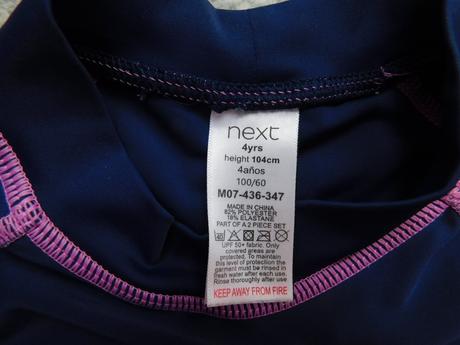 next
4yrs
height 104cm
4años
100/60
M07-436-347
MADE IN CHINA
82% POLYESTER
18% ELASTANE
PART OF A 2 PIECE SET
UPF 50+ fabric. Only
covered areas are
protected. To maintain
this level of protection the
garment must be rinsed in
fresh water after each use.
Rinse thoroughly after use.
KEEP AWAY FROM FIRE